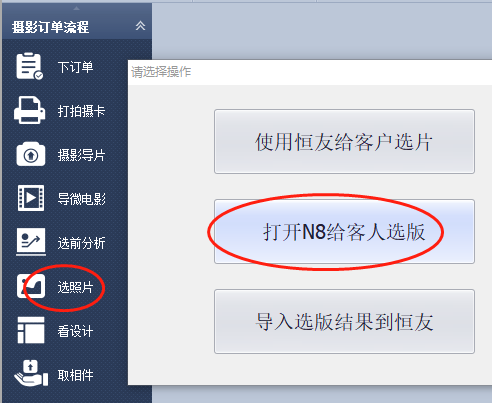 摄影订单流程
下订单
打拍摄卡
摄影导片
导微电影
选前分析
选照片
看设计
取相件
请选择操作
使用恒友给客户选片
打开N8给客人选版
导入选版结果到恒友